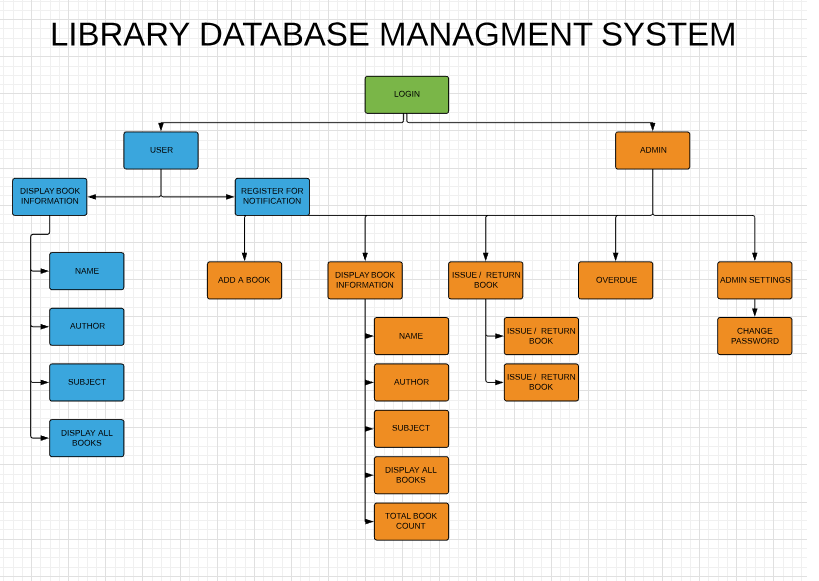 LIBRARY DATABASE MANAGMENT SYSTEM
LOGIN
USER
ADMIN
DISPLAY BOOK
INFORMATION
REGISTER FOR
NOTIFICATION
NAME
AUTHOR
SUBJECT
DISPLAY ALL
BOOKS
ADD A BOOK
DISPLAY BOOK
INFORMATION
ISSUE / RETURN
BOOK
OVERDUE
ADMIN SETTINGS
NAME
AUTHOR
SUBJECT
DISPLAY ALL
BOOKS
TOTAL BOOK
COUNT
ISSUE / RETURN
BOOK
ISSUE / RETURN
BOOK
CHANGE
PASSWORD